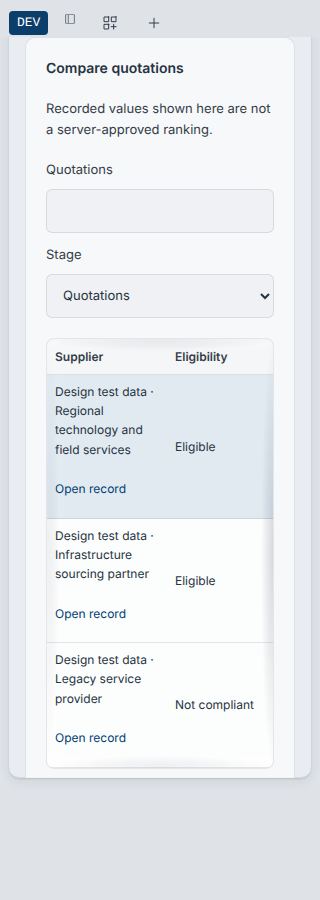 DEV
Compare quotations
Recorded values shown here are not
a server-approved ranking.
Quotations
Stage
Quotations
Supplier
Eligibility
Design test data ·
Regional
technology and
field services
Eligible
Open record
Design test data ·
Infrastructure
sourcing partner
Eligible
Open record
Design test data ·
Legacy service
provider
Not compliant
Open record